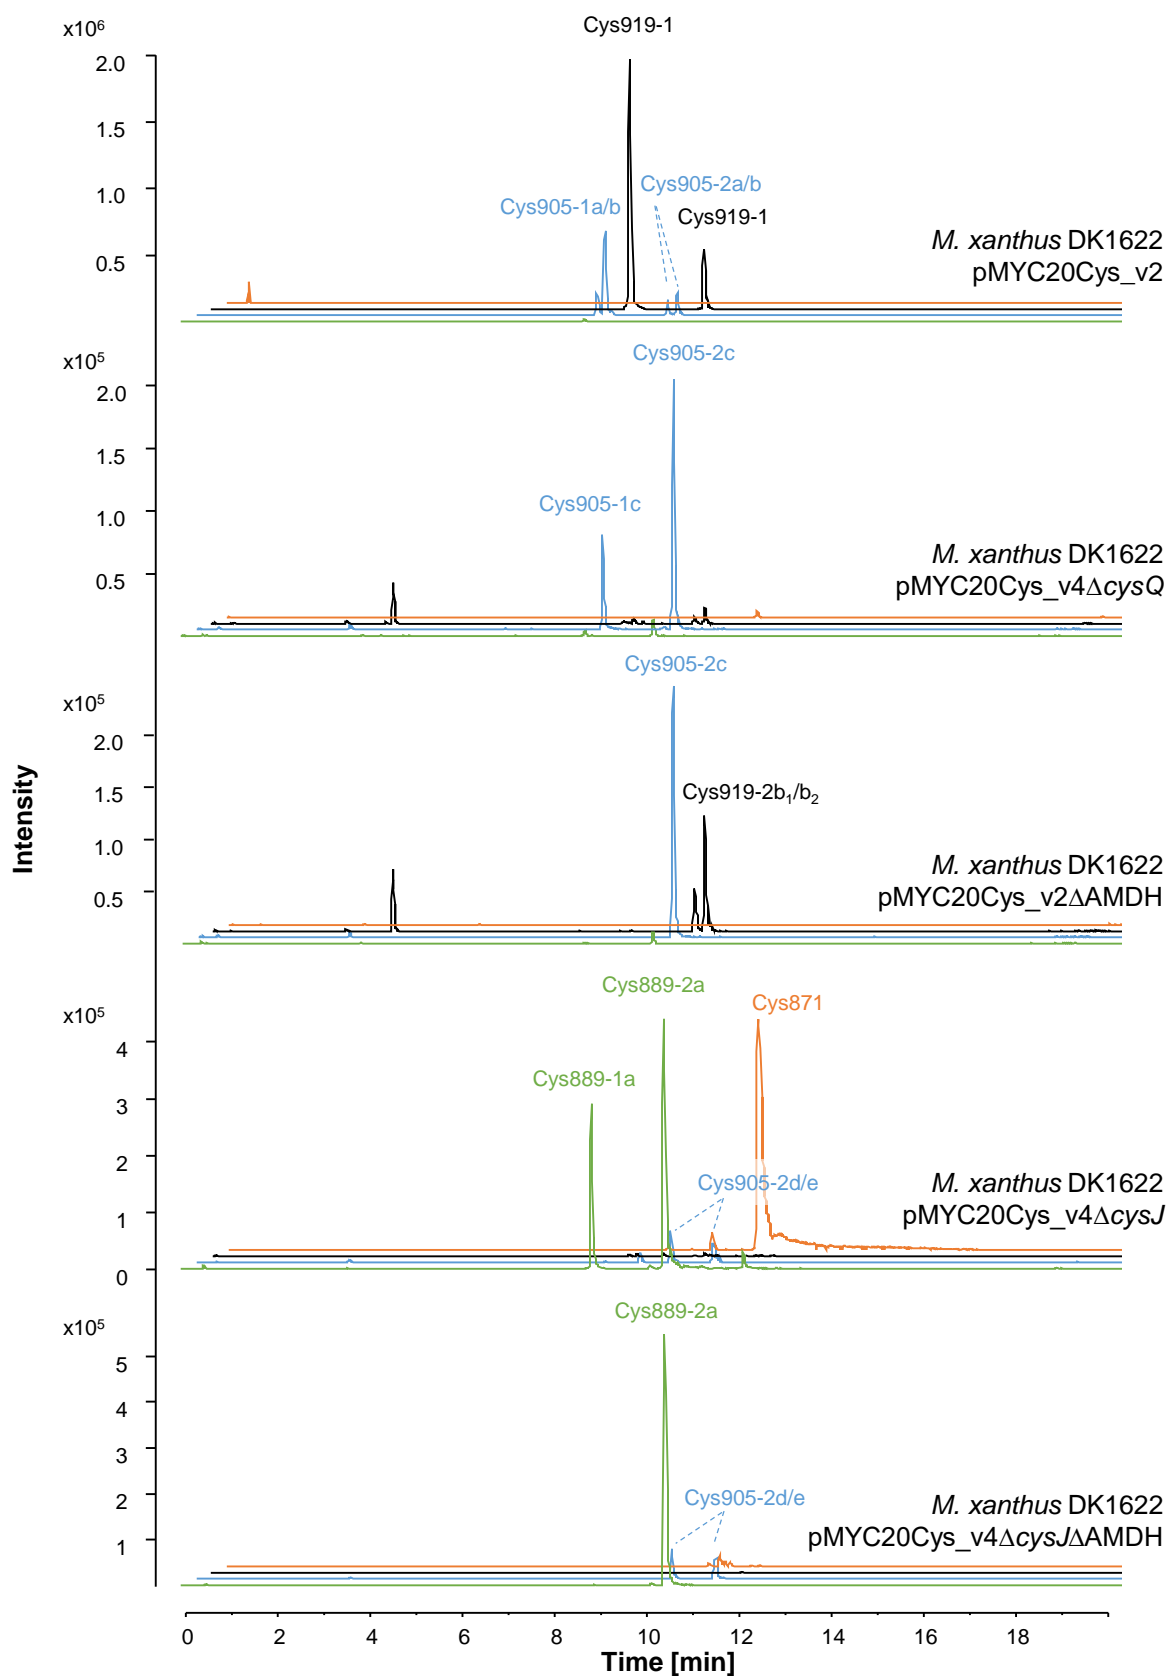 x10⁶
Cys919-1
2.0
1.5
1.0
0.5
Cys905-2a/b
Cys905-1a/b
Cys919-1
M. xanthus DK1622
pMYC20Cys_v2
x10⁵
Cys905-2c
2.0
1.5
1.0
0.5
Cys905-1c
M. xanthus DK1622
pMYC20Cys_v4ΔcysQ
x10⁵
Cys905-2c
2.0
1.5
1.0
0.5
Cys919-2b₁/b₂
M. xanthus DK1622
pMYC20Cys_v2ΔAMDH
x10⁵
Cys889-2a
Cys871
4
3
2
1
0
Cys889-1a
Cys905-2d/e
M. xanthus DK1622
pMYC20Cys_v4ΔcysJ
x10⁵
Cys889-2a
5
4
3
2
1
Cys905-2d/e
M. xanthus DK1622
pMYC20Cys_v4ΔcysJΔAMDH
Intensity
0 2 4 6 8 10 12 14 16 18
Time [min]